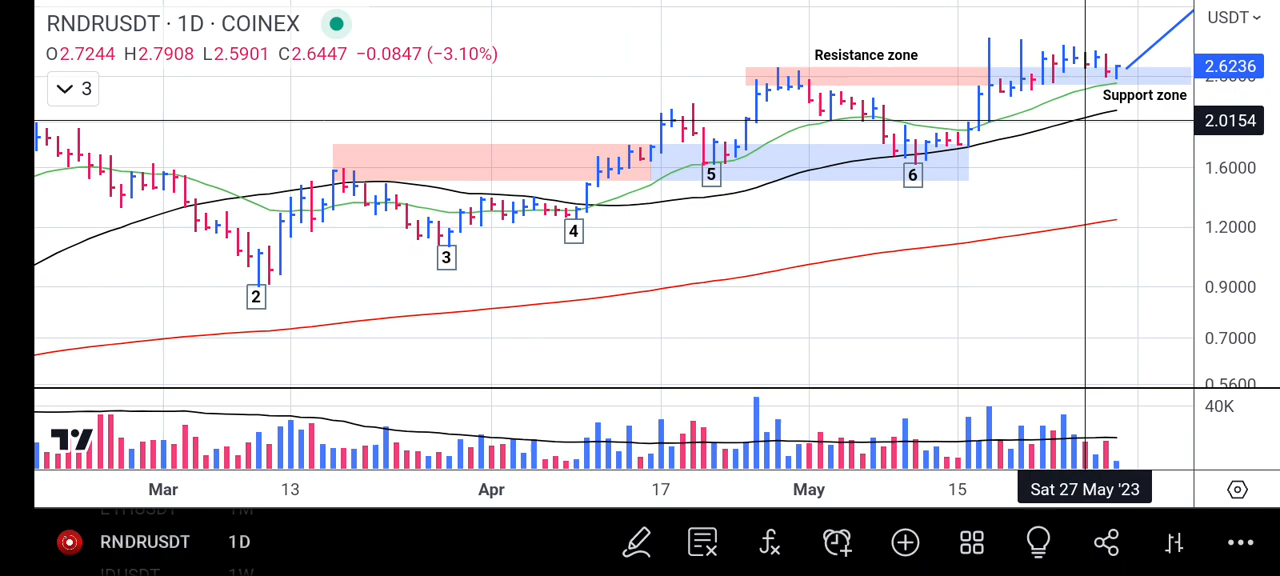 RNDRUSDT · 1D · COINEX
O2.7244 H2.7908 L2.5901 C2.6447 −0.0847 (−3.10%)
3
USDT
Resistance zone
2.6236
Support zone
2.0154
1.6000
5
6
1.2000
4
3
2
0.9000
0.7000
0.5600
40K
Mar
13
Apr
17
May
15
Sat 27 May '23
RNDRUSDT 1D